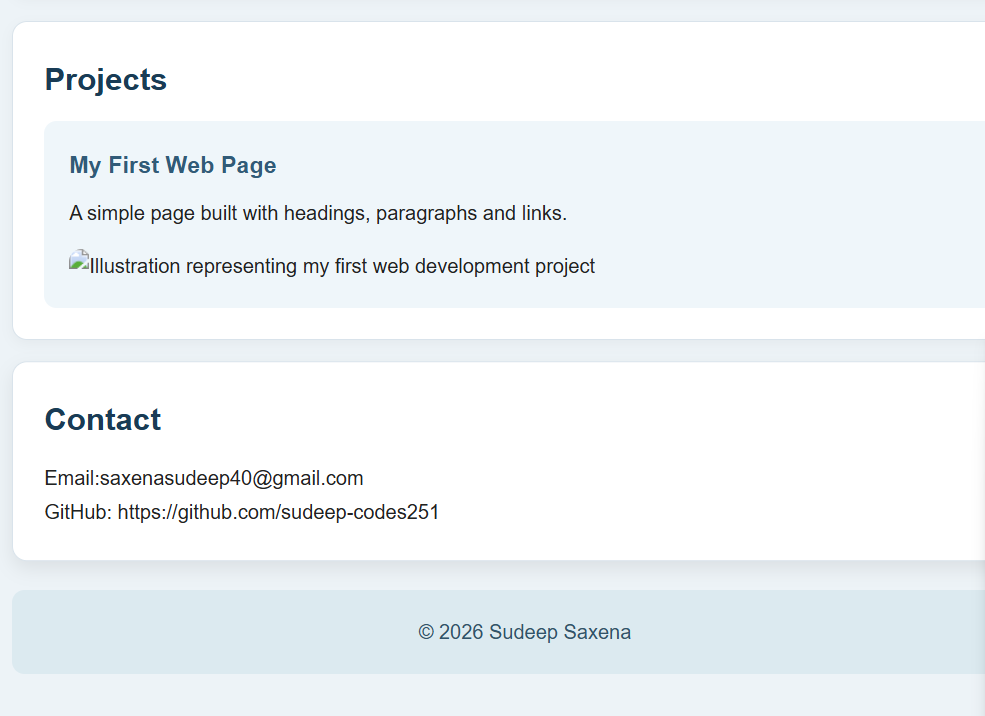 Projects
My First Web Page
A simple page built with headings, paragraphs and links.
Illustration representing my first web development project
Contact
Email:saxenasudeep40@gmail.com
GitHub: https://github.com/sudeep-codes251
© 2026 Sudeep Saxena